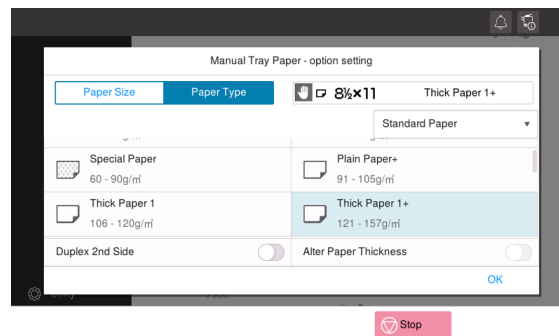 Manual Tray Paper - option setting
Paper Size
Paper Type
8½×11
Thick Paper 1+
Standard Paper
Special Paper
60 - 90g/㎡
Plain Paper+
91 - 105g/㎡
Thick Paper 1
106 - 120g/㎡
Thick Paper 1+
121 - 157g/㎡
Duplex 2nd Side
Alter Paper Thickness
OK
Utility
Stop